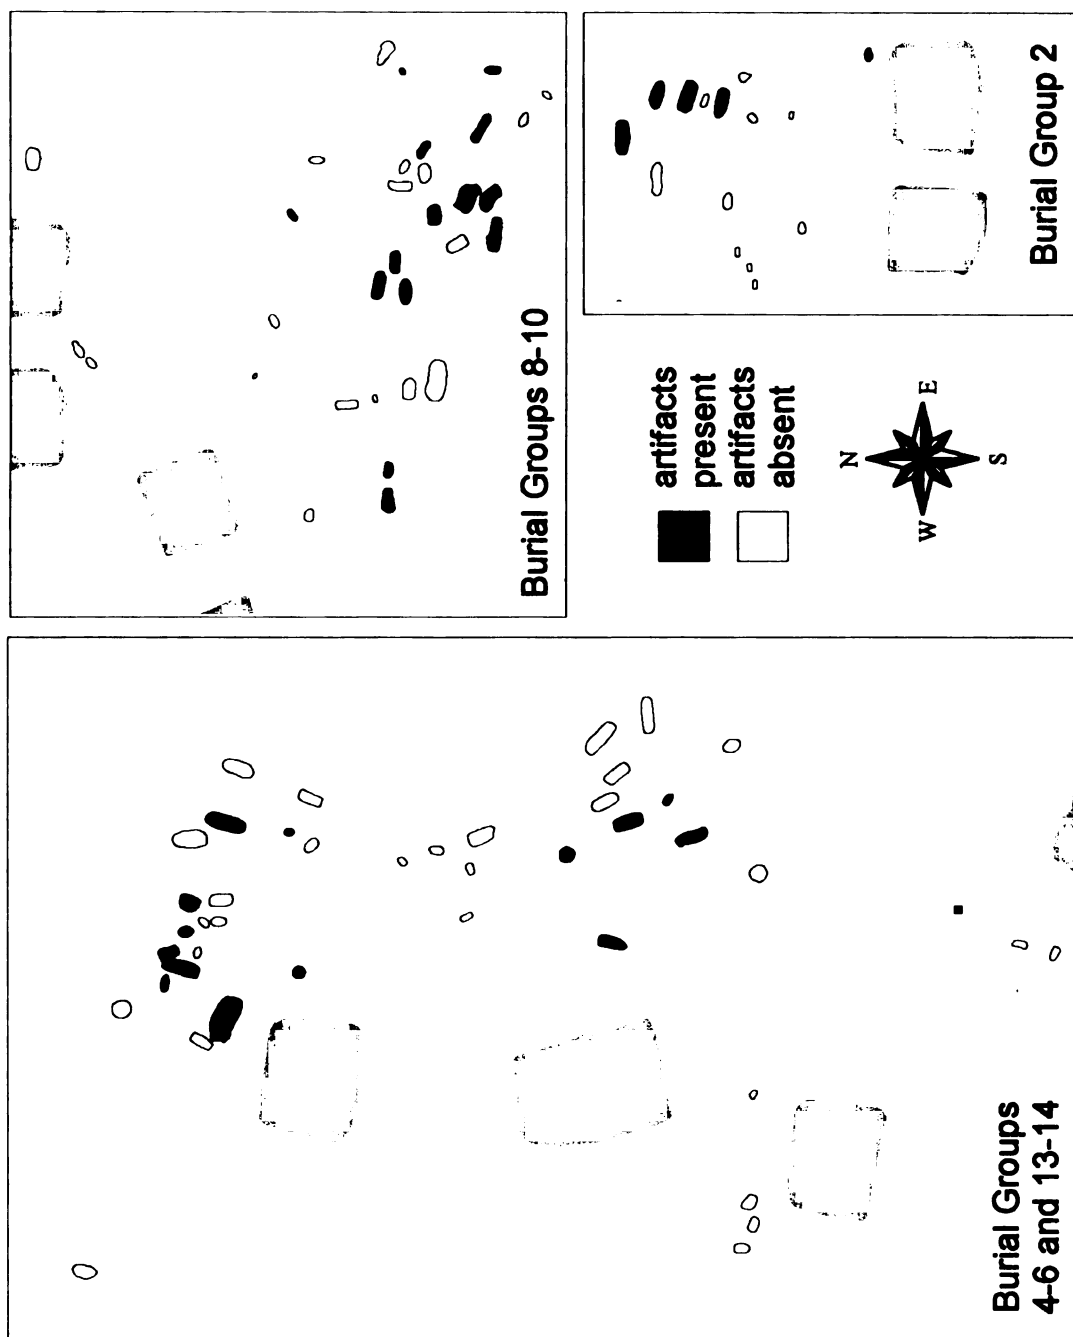 Burial Groups 8-10
Burial Group 2
artifacts
present
artifacts
absent
N
E
S
W
Burial Groups
4-6 and 13-14